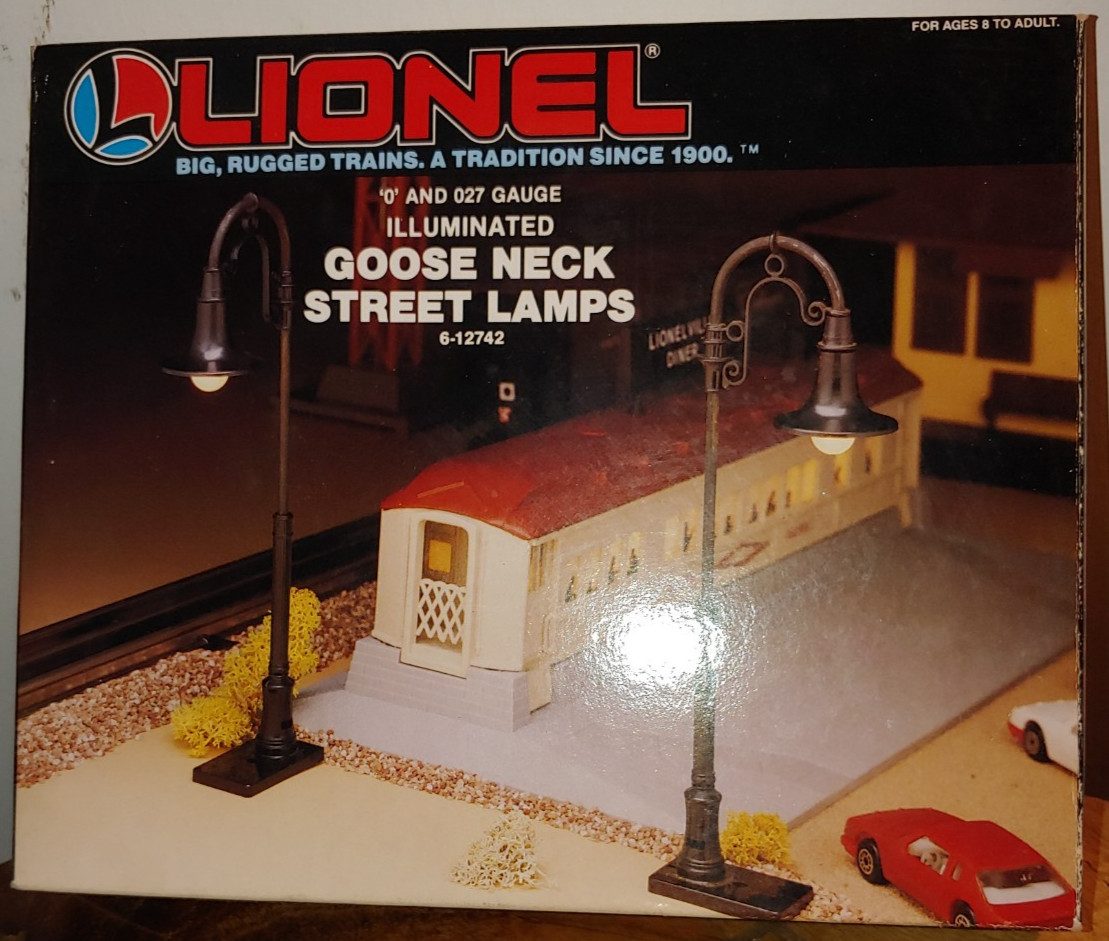 FOR AGES 8 TO ADULT.
LIONEL®
BIG, RUGGED TRAINS. A TRADITION SINCE 1900.™
'0' AND 027 GAUGE
ILLUMINATED
GOOSE NECK
STREET LAMPS
6-12742
LIONELVILLE
DINER